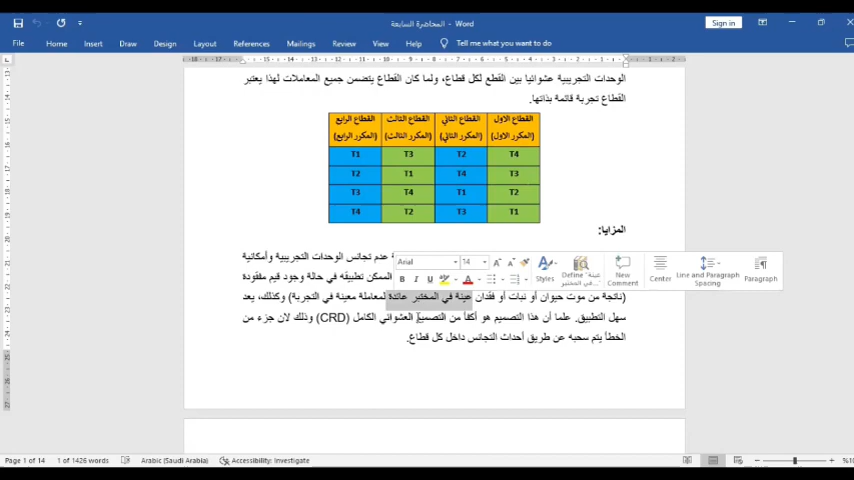 المحاضرة السابعة - Word
Sign in
File Home Insert Draw Design Layout References Mailings Review View Help Tell me what you want to do
الوحدات التجريبية عشوائيا بين القطع لكل قطاع، ولما كان القطاع يتضمن جميع المعاملات لهذا يعتبر
القطاع تجربة قائمة بذاتها.
القطاع الاول القطاع الثاني القطاع الثالث القطاع الرابع
(المكرر الاول) (المكرر الثاني) (المكرر الثالث) (المكرر الرابع)
T4 T2 T3 T1
T3 T4 T1 T2
T2 T1 T4 T3
T1 T3 T2 T4
المزايا:
عدم تجانس الوحدات التجريبية وأمكانية
الممكن تطبيقه في حالة وجود قيم مفقودة
(ناتجة من موت حيوان أو نبات أو فقدان عينة في المختبر عائدة لمعاملة معينة في التجربة) وكذلك، يعد
سهل التطبيق. علما أن هذا التصميم هو أكفأ من التصميم العشوائي الكامل (CRD) وذلك لان جزء من
الخطأ يتم سحبه عن طريق أحداث التجانس داخل كل قطاع.
Arial 14
B I U
Styles
Define "عينة
في المختبر..."
New
Comment
Center
Line and Paragraph
Spacing
Paragraph
Page 1 of 14 1 of 1426 words Arabic (Saudi Arabia) Accessibility: Investigate